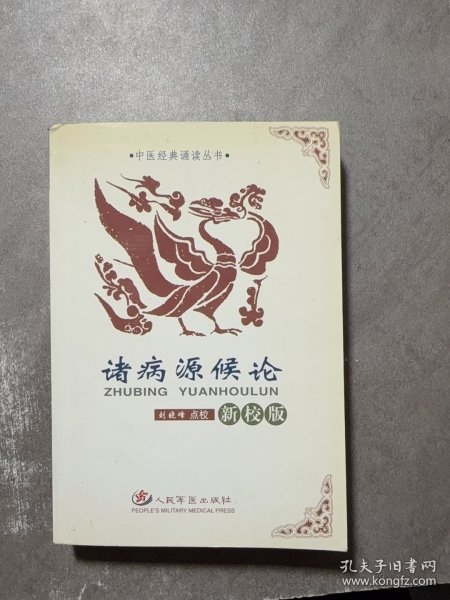 •中医经典诵读丛书•
诸病源候论
ZHUBING YUANHOULUN
刘晓峰 点校 新校版
人民军医出版社
PEOPLE'S MILITARY MEDICAL PRESS
孔夫子旧书网
www.kongfz.com